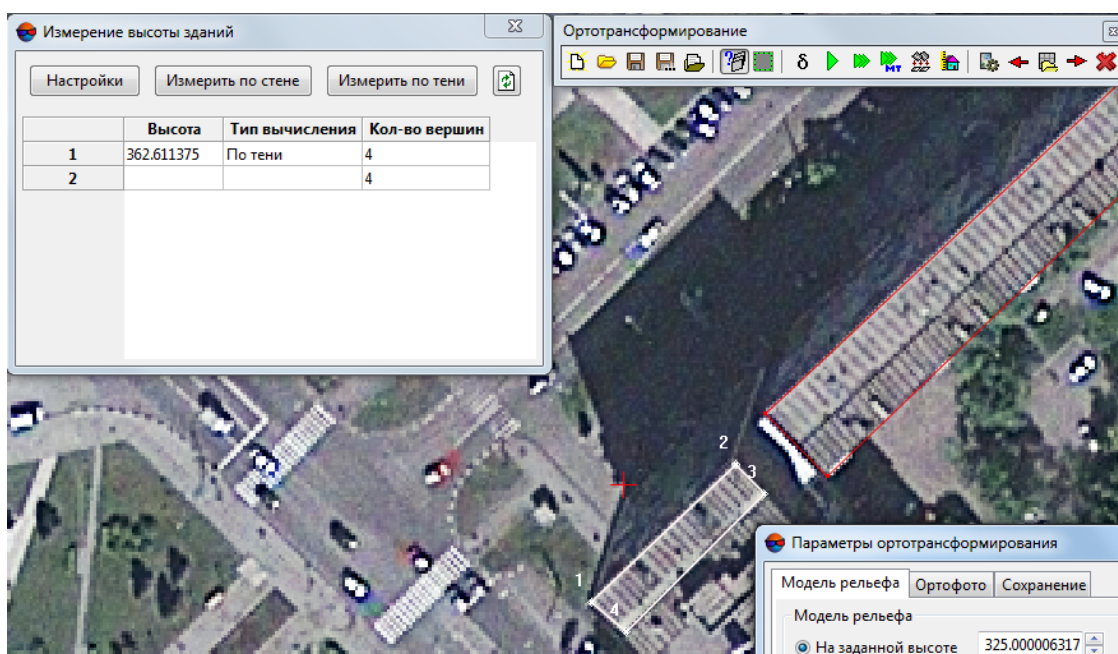 Измерение высоты зданий
Настройки Измерить по стене Измерить по тени
Высота Тип вычисления Кол-во вершин
1 362.611375 По тени 4
2 4
Ортотрансформирование
δ MT
2
3
1
4
Параметры ортотрансформирования
Модель рельефа Ортофото Сохранение
Модель рельефа
На заданной высоте 325.000006317